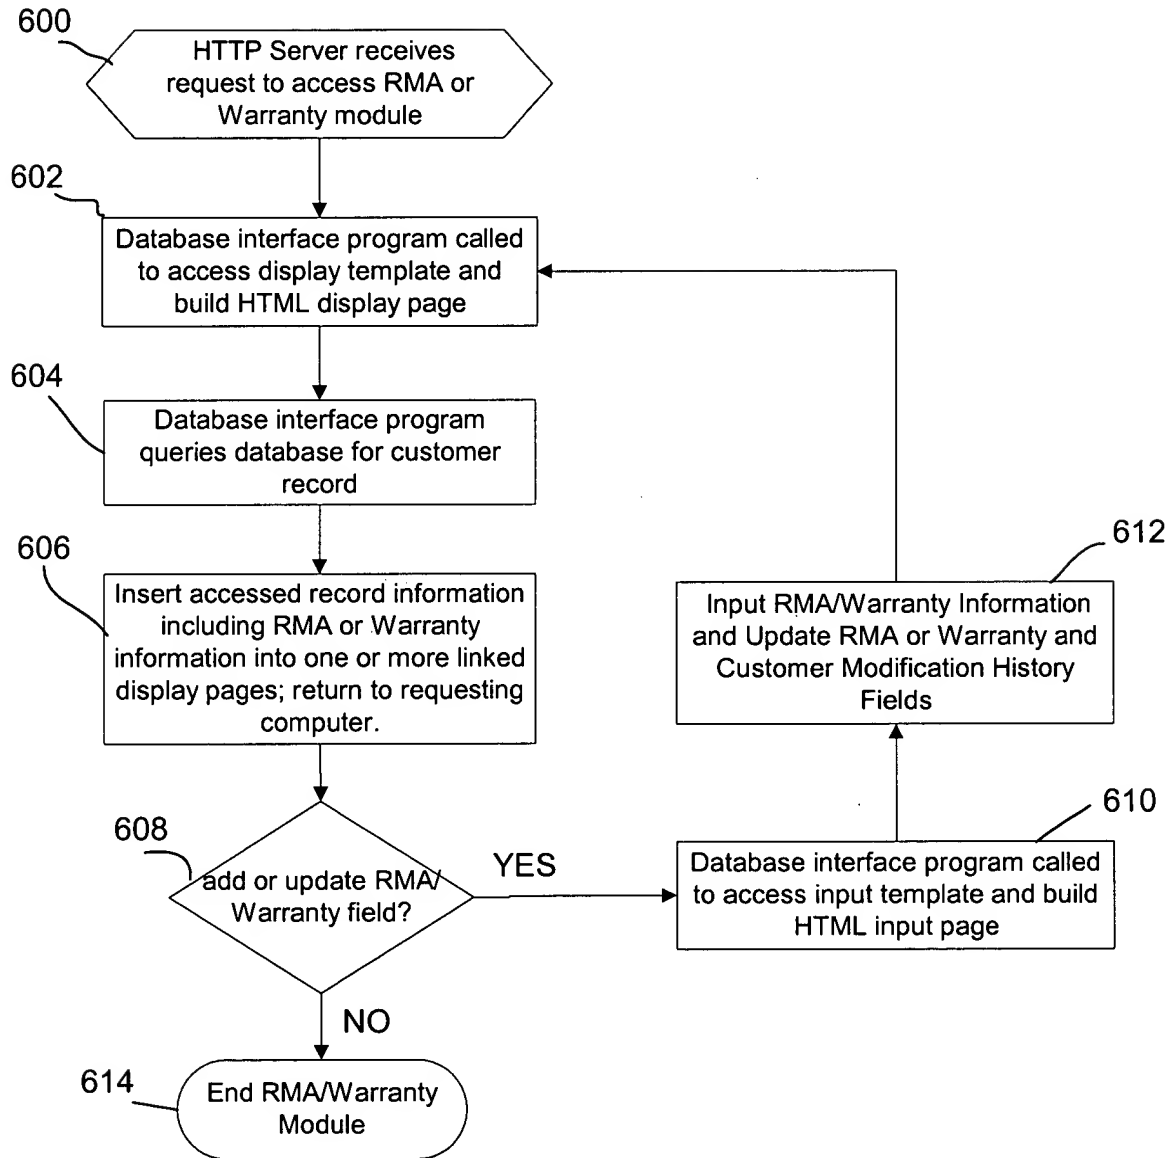 600
HTTP Server receives
request to access RMA or
Warranty module
602
Database interface program called
to access display template and
build HTML display page
604
Database interface program
queries database for customer
record
606
Insert accessed record information
including RMA or Warranty
information into one or more linked
display pages; return to requesting
computer.
608
add or update RMA/
Warranty field?
YES
NO
610
Database interface program called
to access input template and build
HTML input page
612
Input RMA/Warranty Information
and Update RMA or Warranty and
Customer Modification History
Fields
614
End RMA/Warranty
Module